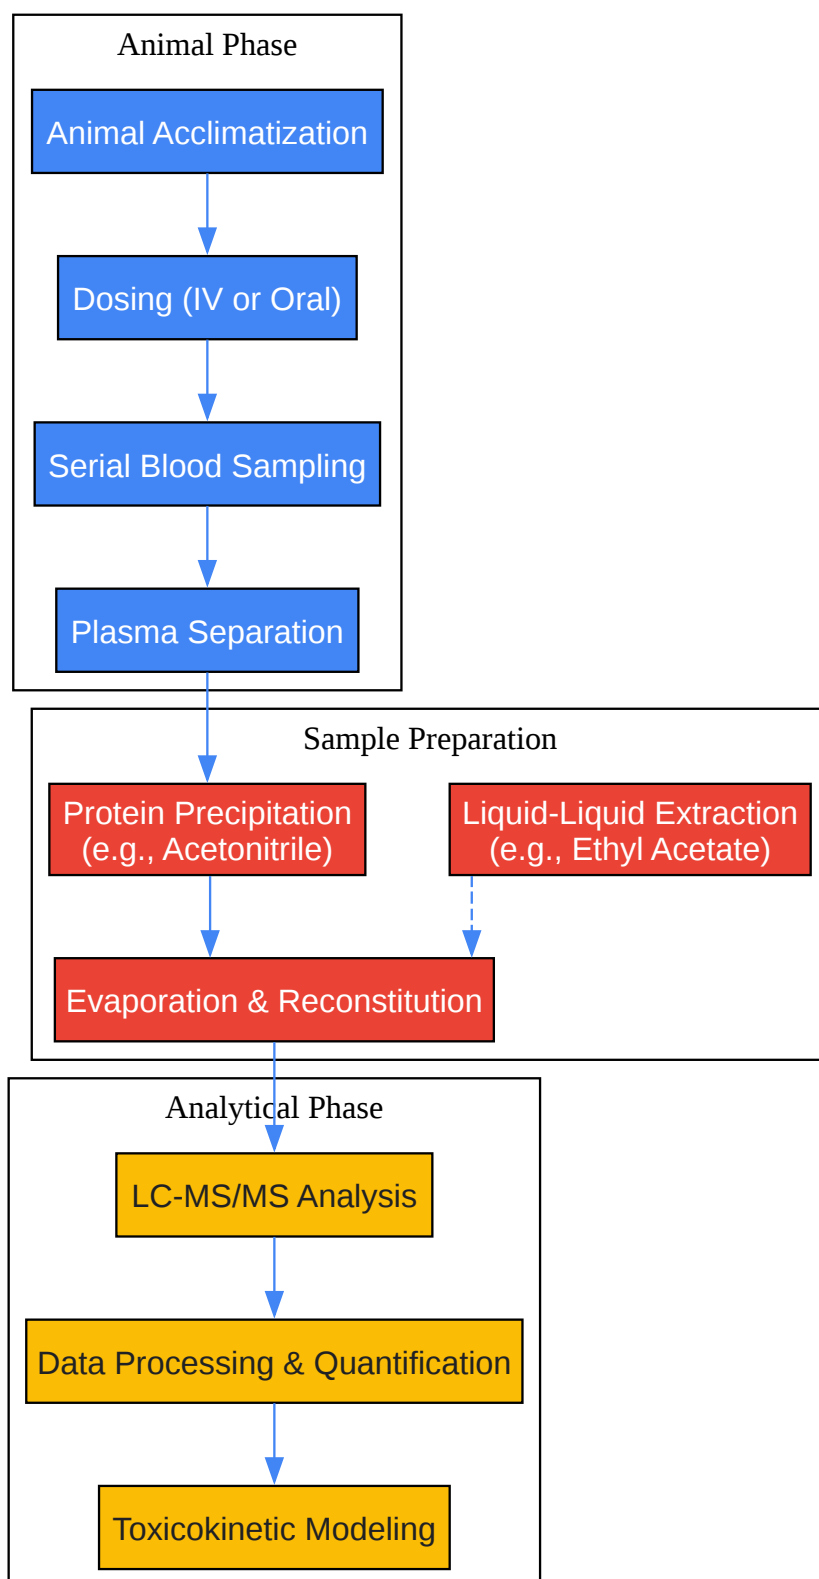 Animal Phase
Animal Acclimatization
Dosing (IV or Oral)
Serial Blood Sampling
Plasma Separation
Sample Preparation
Protein Precipitation
(e.g., Acetonitrile)
Liquid-Liquid Extraction
(e.g., Ethyl Acetate)
Evaporation & Reconstitution
Analytical Phase
LC-MS/MS Analysis
Data Processing & Quantification
Toxicokinetic Modeling